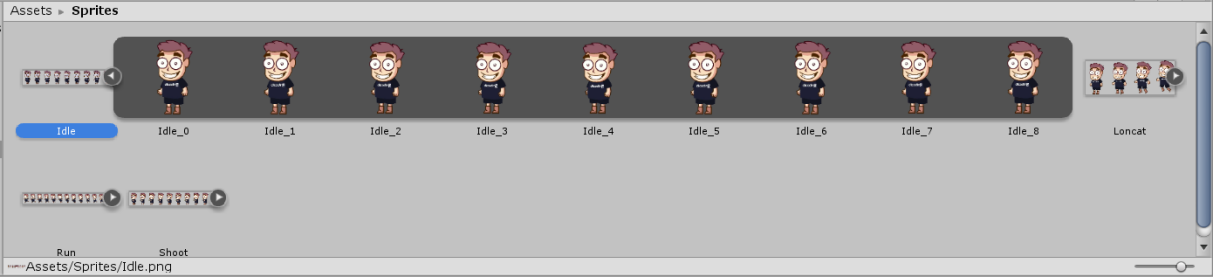 Assets ▸ Sprites
Idle
Idle_0
Idle_1
Idle_2
Idle_3
Idle_4
Idle_5
Idle_6
Idle_7
Idle_8
Loncat
Run
Shoot
Assets/Sprites/Idle.png